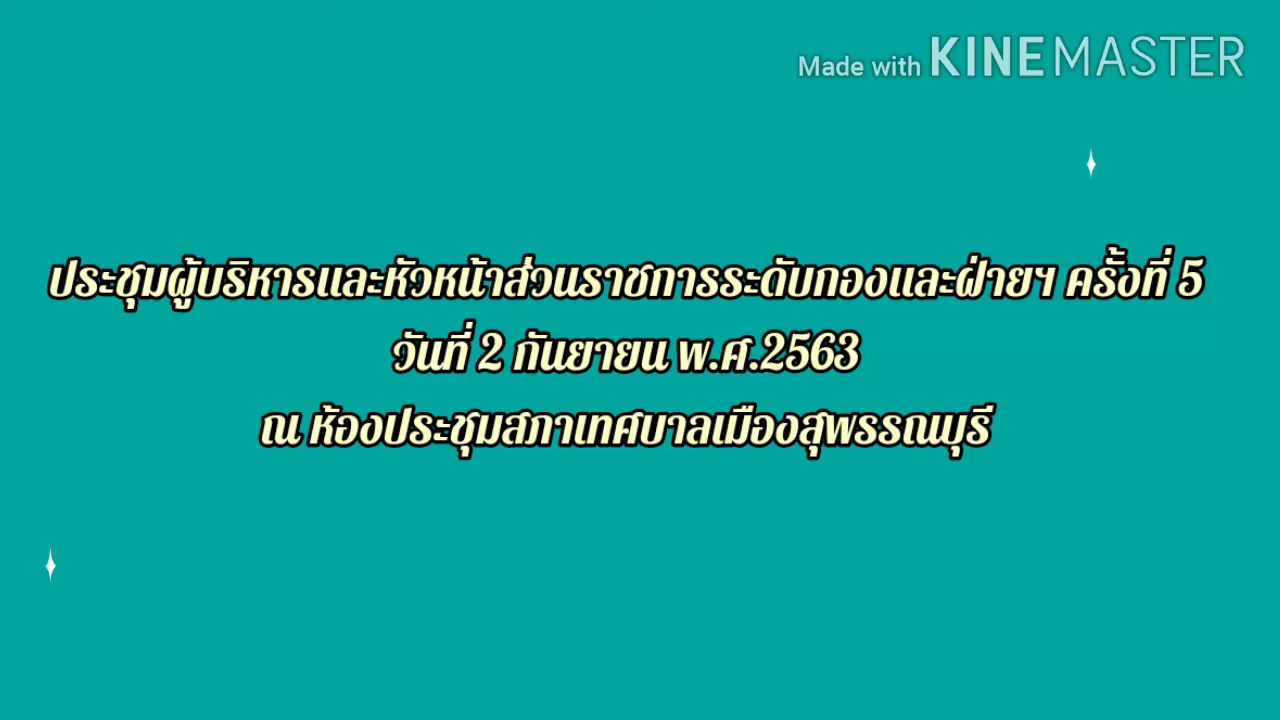 Made with KINEMASTER
ประชุมผู้บริหารและหัวหน้าส่วนราชการระดับกองและฝ่ายฯ ครั้งที่ 5
วันที่ 2 กันยายน พ.ศ.2563
ณ ห้องประชุมสภาเทศบาลเมืองสุพรรณบุรี